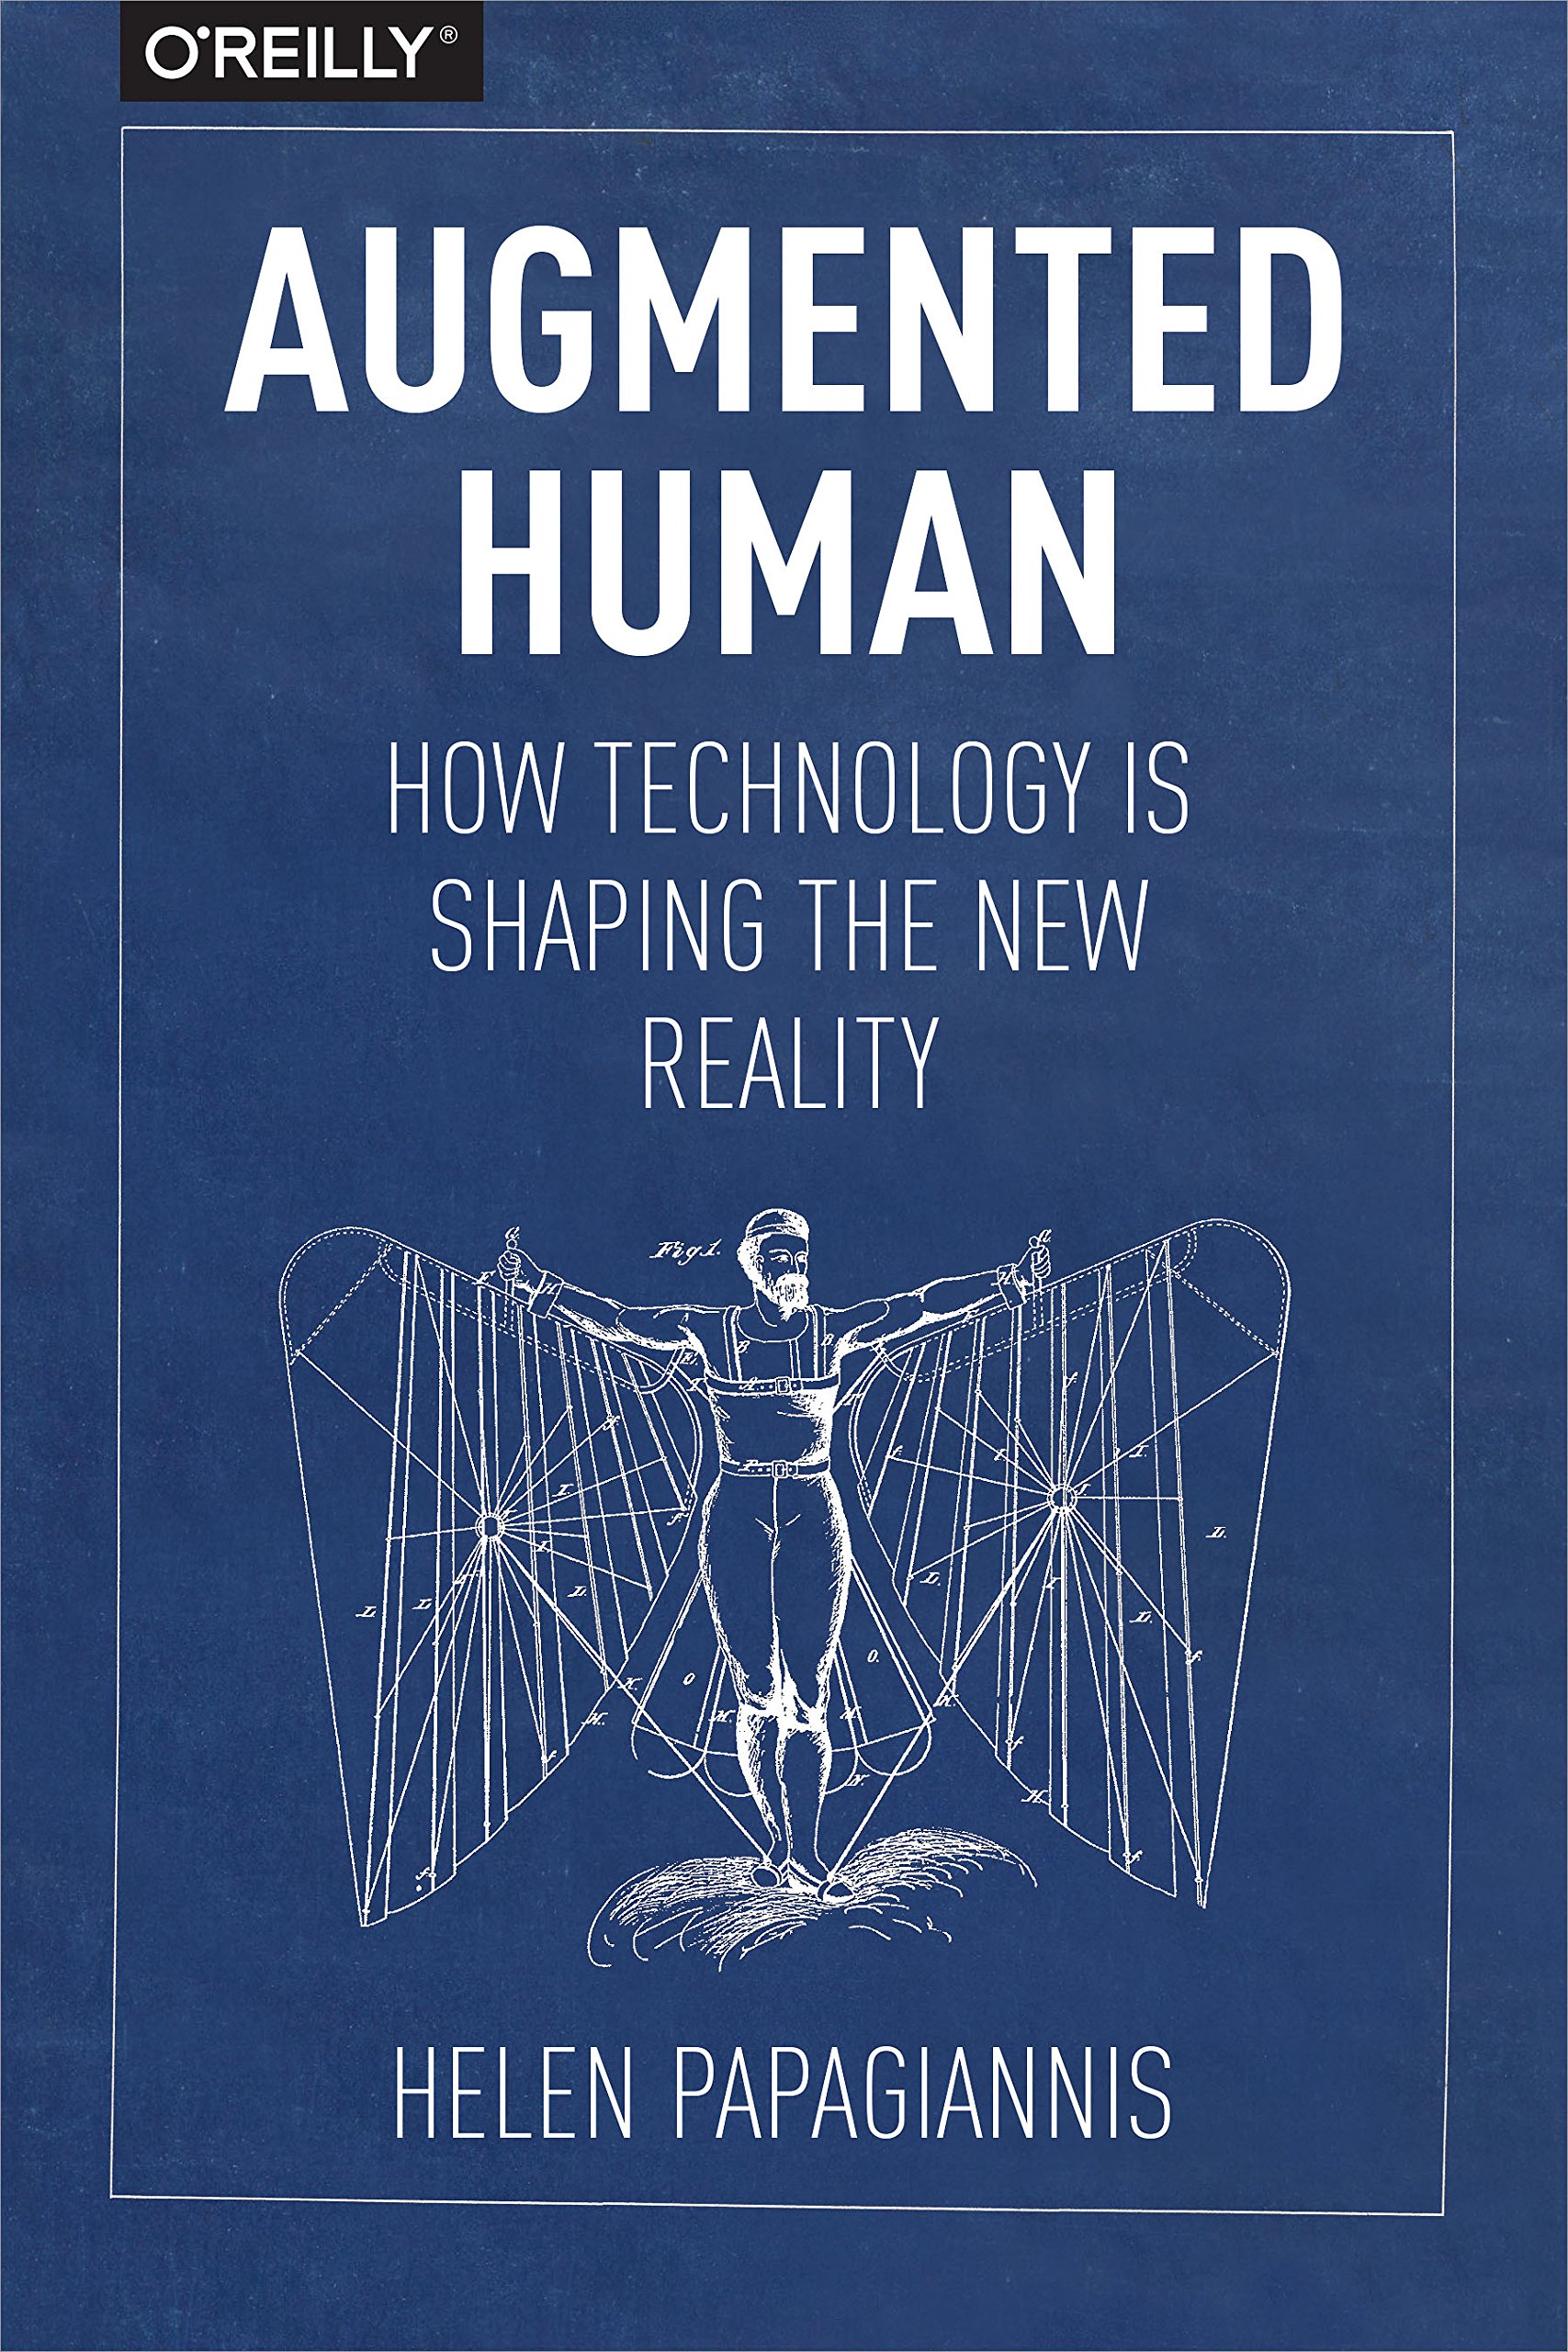 O'REILLY®
AUGMENTED
HUMAN
HOW TECHNOLOGY IS
SHAPING THE NEW
REALITY
Fig 1.
HELEN PAPAGIANNIS